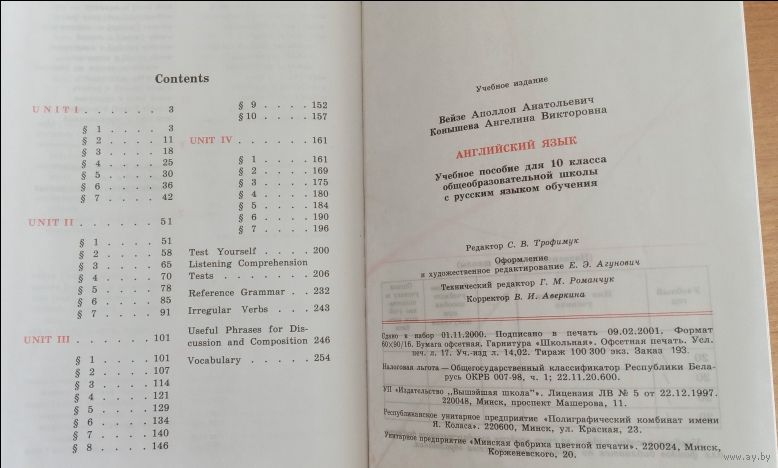 Contents
UNIT I . . . . . . 3
§ 1 . . . . 3
§ 2 . . . . 11
§ 3 . . . . 18
§ 4 . . . . 25
§ 5 . . . . 30
§ 6 . . . . 36
§ 7 . . . . 42
UNIT II . . . . . . 51
§ 1 . . . . 51
§ 2 . . . . 58
§ 3 . . . . 65
§ 4 . . . . 70
§ 5 . . . . 78
§ 6 . . . . 85
§ 7 . . . . 91
UNIT III . . . . . . 101
§ 1 . . . . 101
§ 2 . . . . 107
§ 3 . . . . 114
§ 4 . . . . 121
§ 5 . . . . 129
§ 6 . . . . 134
§ 7 . . . . 140
§ 8 . . . . 146
§ 9 . . . . 152
§ 10 . . . . 157
UNIT IV . . . . . . 161
§ 1 . . . . 161
§ 2 . . . . 169
§ 3 . . . . 175
§ 4 . . . . 180
§ 5 . . . . 184
§ 6 . . . . 190
§ 7 . . . . 196
Test Yourself . . . . 200
Listening Comprehension
Tests . . . . . . 206
Reference Grammar . . 232
Irregular Verbs . . . 243
Useful Phrases for Dis-
cussion and Composition 246
Vocabulary . . . . . 254
Учебное издание
Вейзе Аполлон Анатольевич
Конышева Ангелина Викторовна
АНГЛИЙСКИЙ ЯЗЫК
Учебное пособие для 10 класса
общеобразовательной школы
с русским языком обучения
Редактор С. В. Трофимук
Оформление
и художественное редактирование Е. Э. Агунович
Технический редактор Г. М. Романчук
Корректор В. И. Аверкина
Сдано в набор 01.11.2000. Подписано в печать 09.02.2001. Формат
60×90/16. Бумага офсетная. Гарнитура «Школьная». Офсетная печать. Усл.
печ. л. 17. Уч.-изд л. 14,02. Тираж 100 300 экз. Заказ 193.
Налоговая льгота — Общегосударственный классификатор Республики Бела-
русь ОКРБ 007-98, ч. 1; 22.11.20.600.
УП «Издательство „Вышэйшая школа"». Лицензия ЛВ № 5 от 22.12.1997.
220048, Минск, проспект Машерова, 11.
Республиканское унитарное предприятие «Полиграфический комбинат имени
Я. Коласа». 220600, Минск, ул. Красная, 23.
Унитарное предприятие «Минская фабрика цветной печати». 220024, Минск,
Корженевского, 20.
www.ay.by